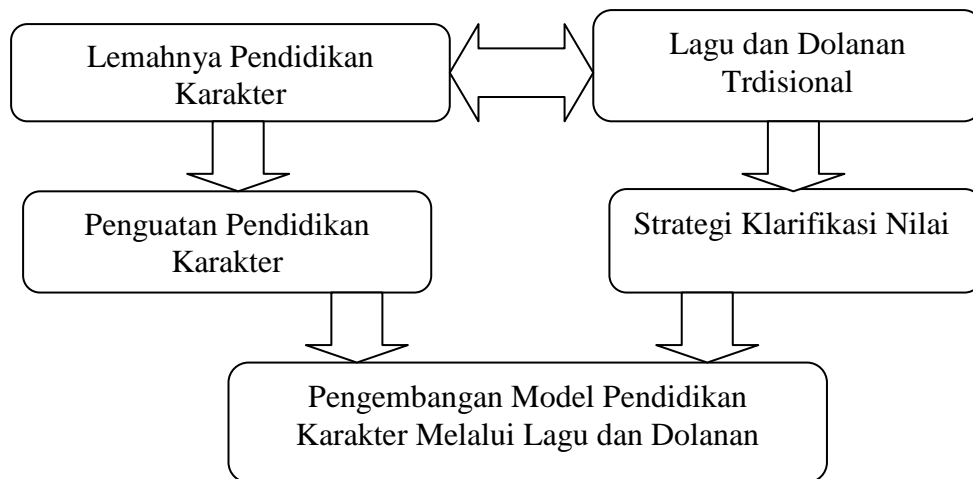 Lemahnya Pendidikan
Karakter
Lagu dan Dolanan
Trdisional
Penguatan Pendidikan
Karakter
Strategi Klarifikasi Nilai
Pengembangan Model Pendidikan
Karakter Melalui Lagu dan Dolanan